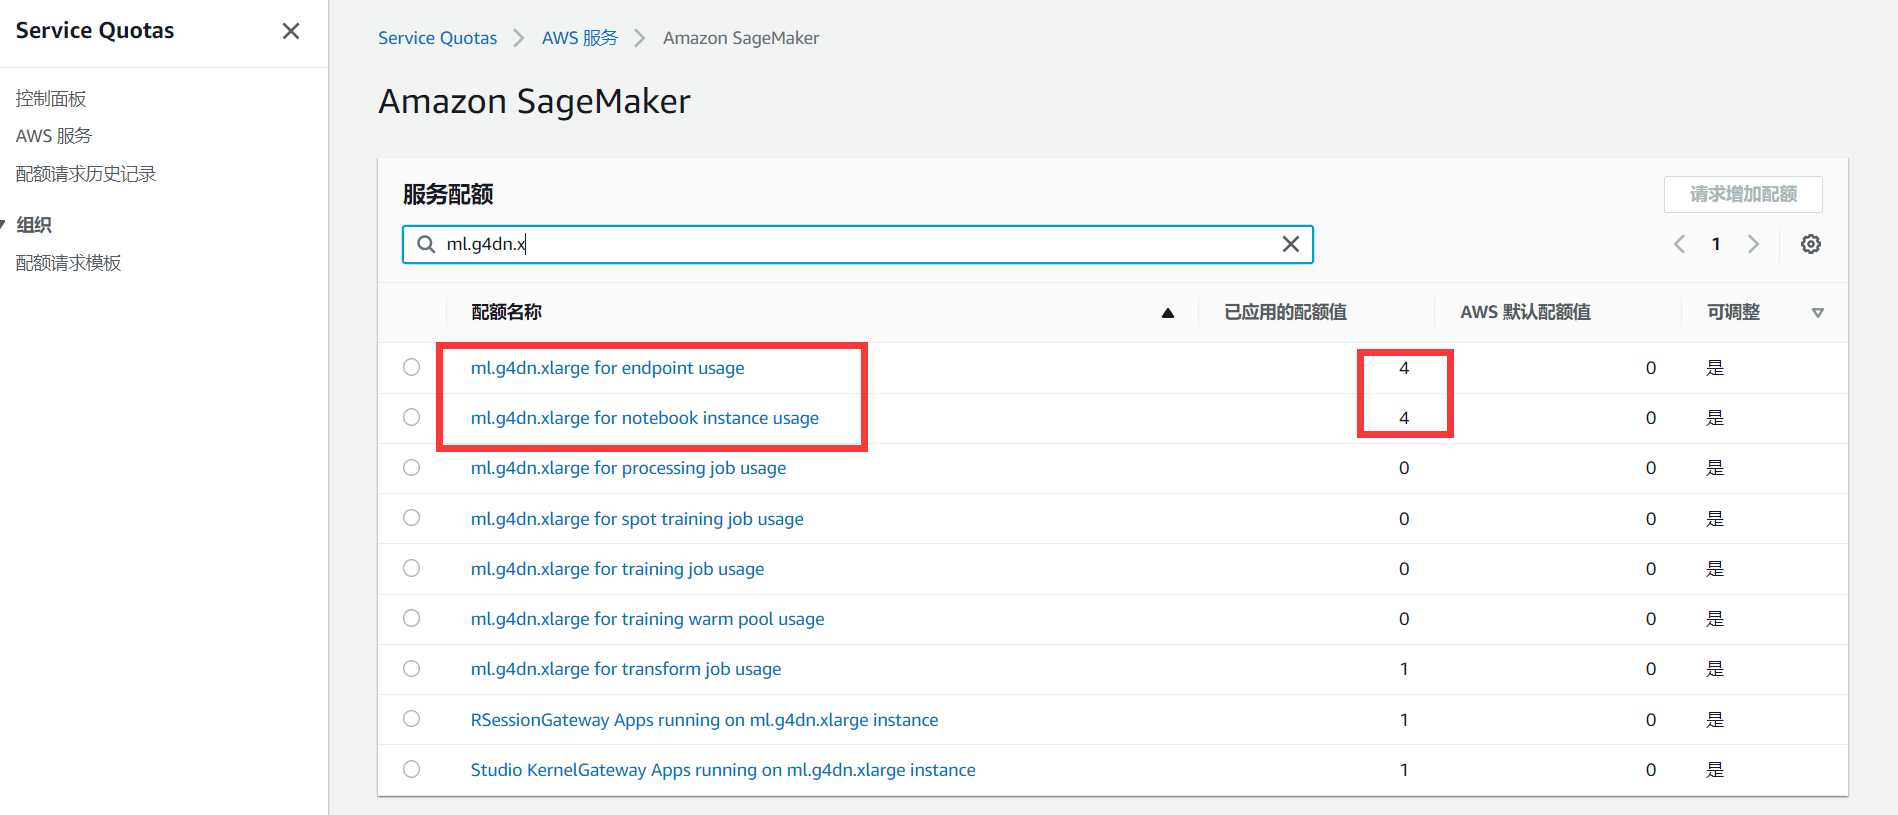 Service Quotas
控制面板
AWS 服务
配额请求历史记录
组织
配额请求模板
Service Quotas AWS 服务 Amazon SageMaker
Amazon SageMaker
服务配额
请求增加配额
ml.g4dn.x
1
配额名称 已应用的配额值 AWS 默认配额值 可调整
ml.g4dn.xlarge for endpoint usage 4 0 是
ml.g4dn.xlarge for notebook instance usage 4 0 是
ml.g4dn.xlarge for processing job usage 0 0 是
ml.g4dn.xlarge for spot training job usage 0 0 是
ml.g4dn.xlarge for training job usage 0 0 是
ml.g4dn.xlarge for training warm pool usage 0 0 是
ml.g4dn.xlarge for transform job usage 1 0 是
RSessionGateway Apps running on ml.g4dn.xlarge instance 1 0 是
Studio KernelGateway Apps running on ml.g4dn.xlarge instance 1 0 是